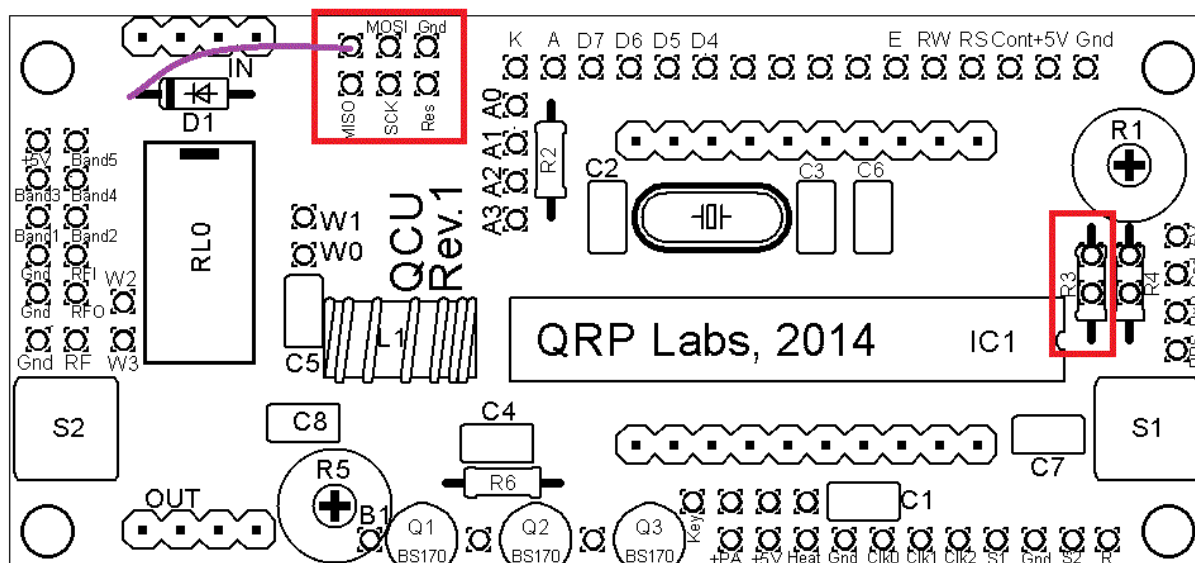 MOSI Gnd
K A D7 D6 D5 D4 E RW RS Cont +5V Gnd
IN
D1
MISO SCK Res
A0
A1
A2
A3
R2
C2
C3
C6
R1
+5V Band5
Band3 Band4
Band1 Band2
Gnd RFI
Gnd RFO
Gnd RF
W2
W3
RL0
W1
W0
QCU
Rev.1
C5
L1
QRP Labs, 2014
IC1
R3
R4
S2
C8
C4
R5
R6
C7
S1
OUT
B1
Q1
BS170
Q2
BS170
Q3
BS170
Key
C1
+PA +5V Heat Gnd Clk0 Clk1 Clk2 S1 Gnd S2 R